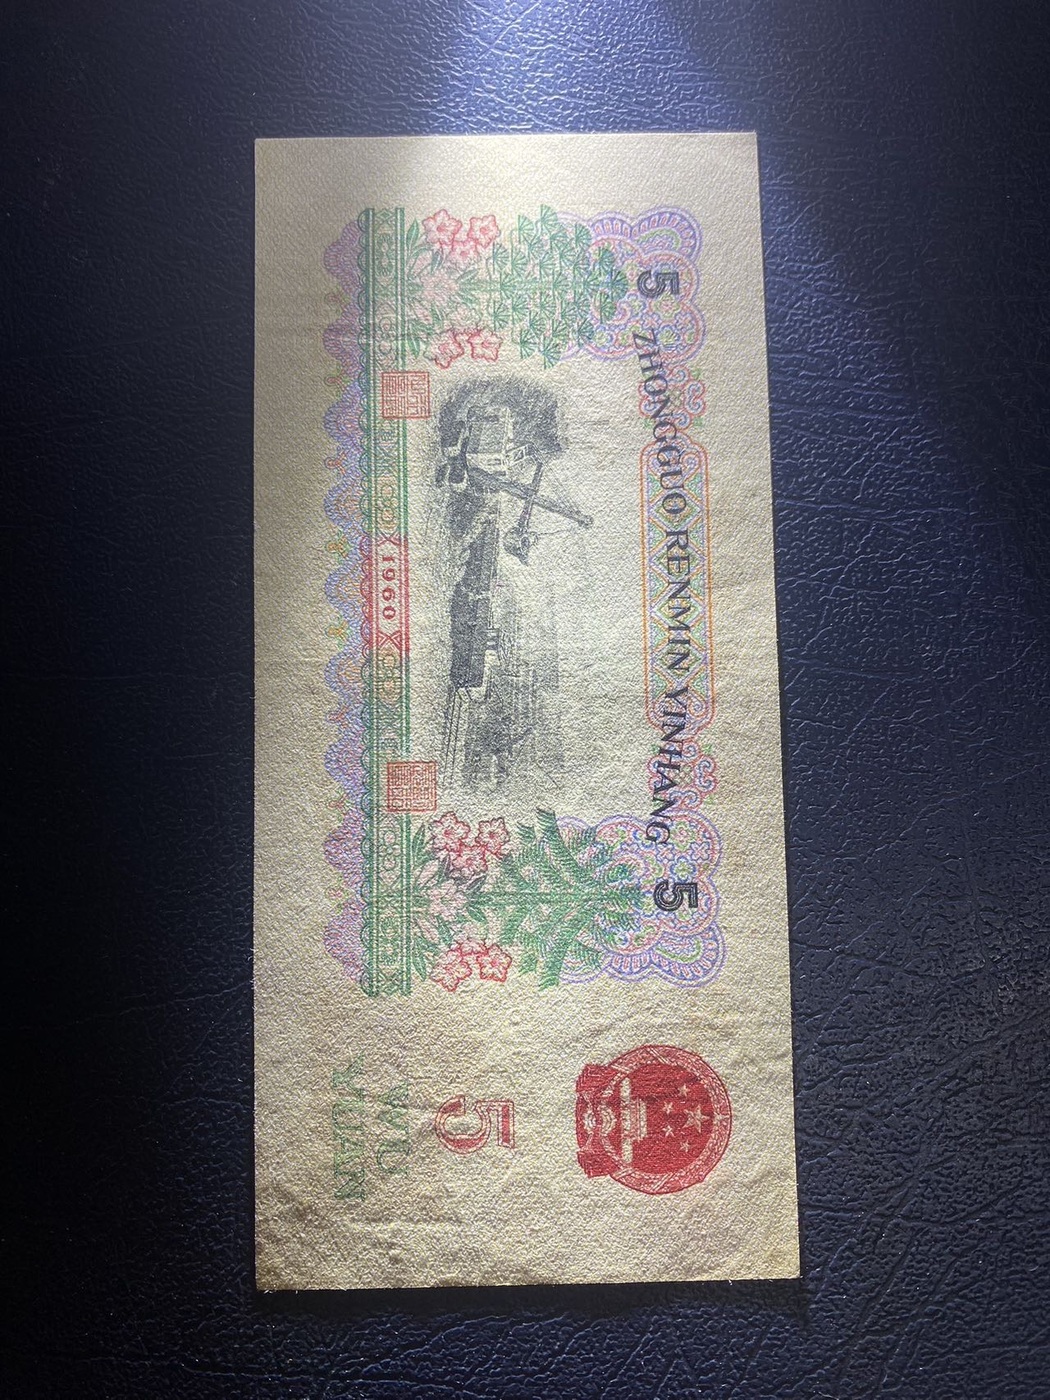 5 ZHONGGUO RENMIN YINHANG 5
5
WU
YUAN
1960